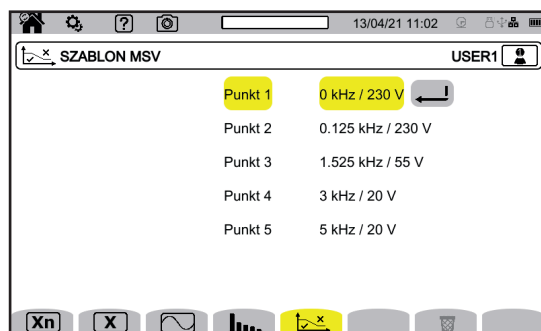 13/04/21 11:02
SZABLON MSV USER1
Punkt 1 0 kHz / 230 V
Punkt 2 0.125 kHz / 230 V
Punkt 3 1.525 kHz / 55 V
Punkt 4 3 kHz / 20 V
Punkt 5 5 kHz / 20 V
Xn X